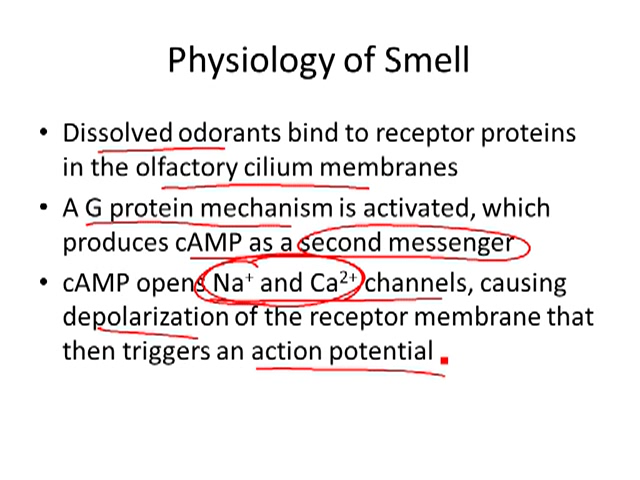 Physiology of Smell
• Dissolved odorants bind to receptor proteins
in the olfactory cilium membranes
• A G protein mechanism is activated, which
produces cAMP as a second messenger
• cAMP opens Na⁺ and Ca²⁺ channels, causing
depolarization of the receptor membrane that
then triggers an action potential